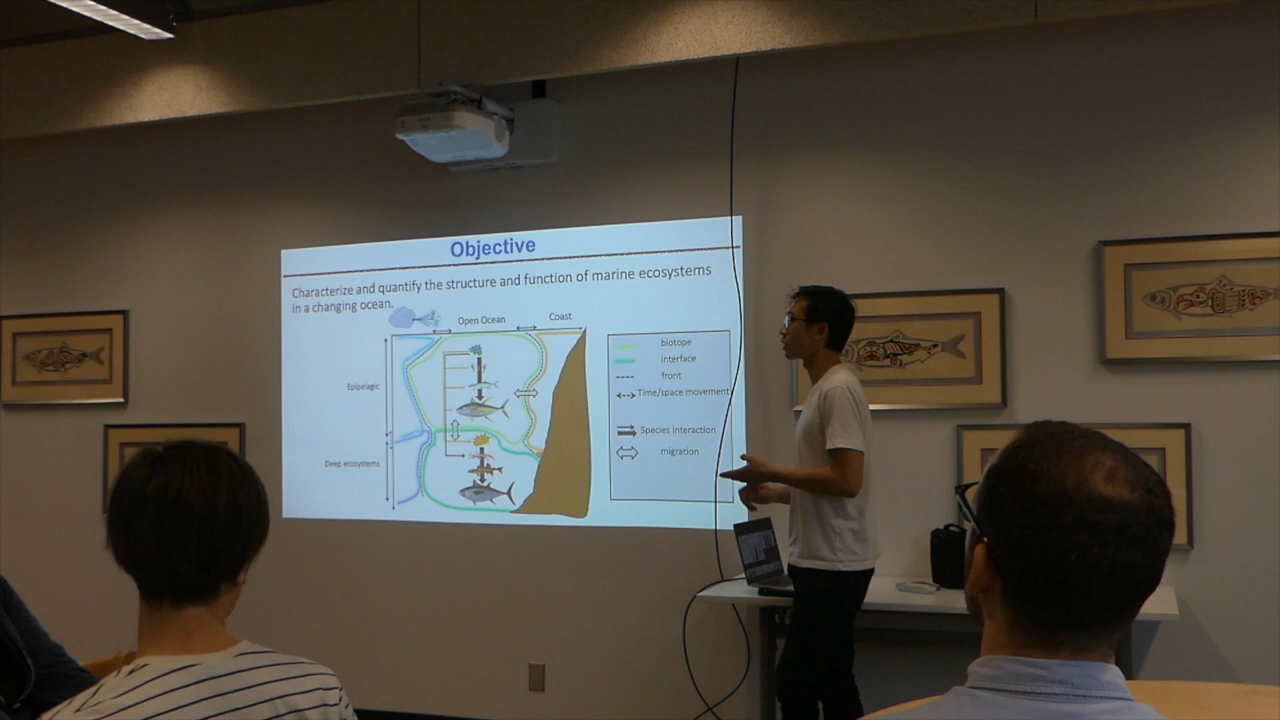 Objective
Characterize and quantify the structure and function of marine ecosystems
in a changing ocean.
Open Ocean
Coast
Epipelagic
Deep ecosystems
biotope
interface
front
Time/space movement
Species Interaction
migration